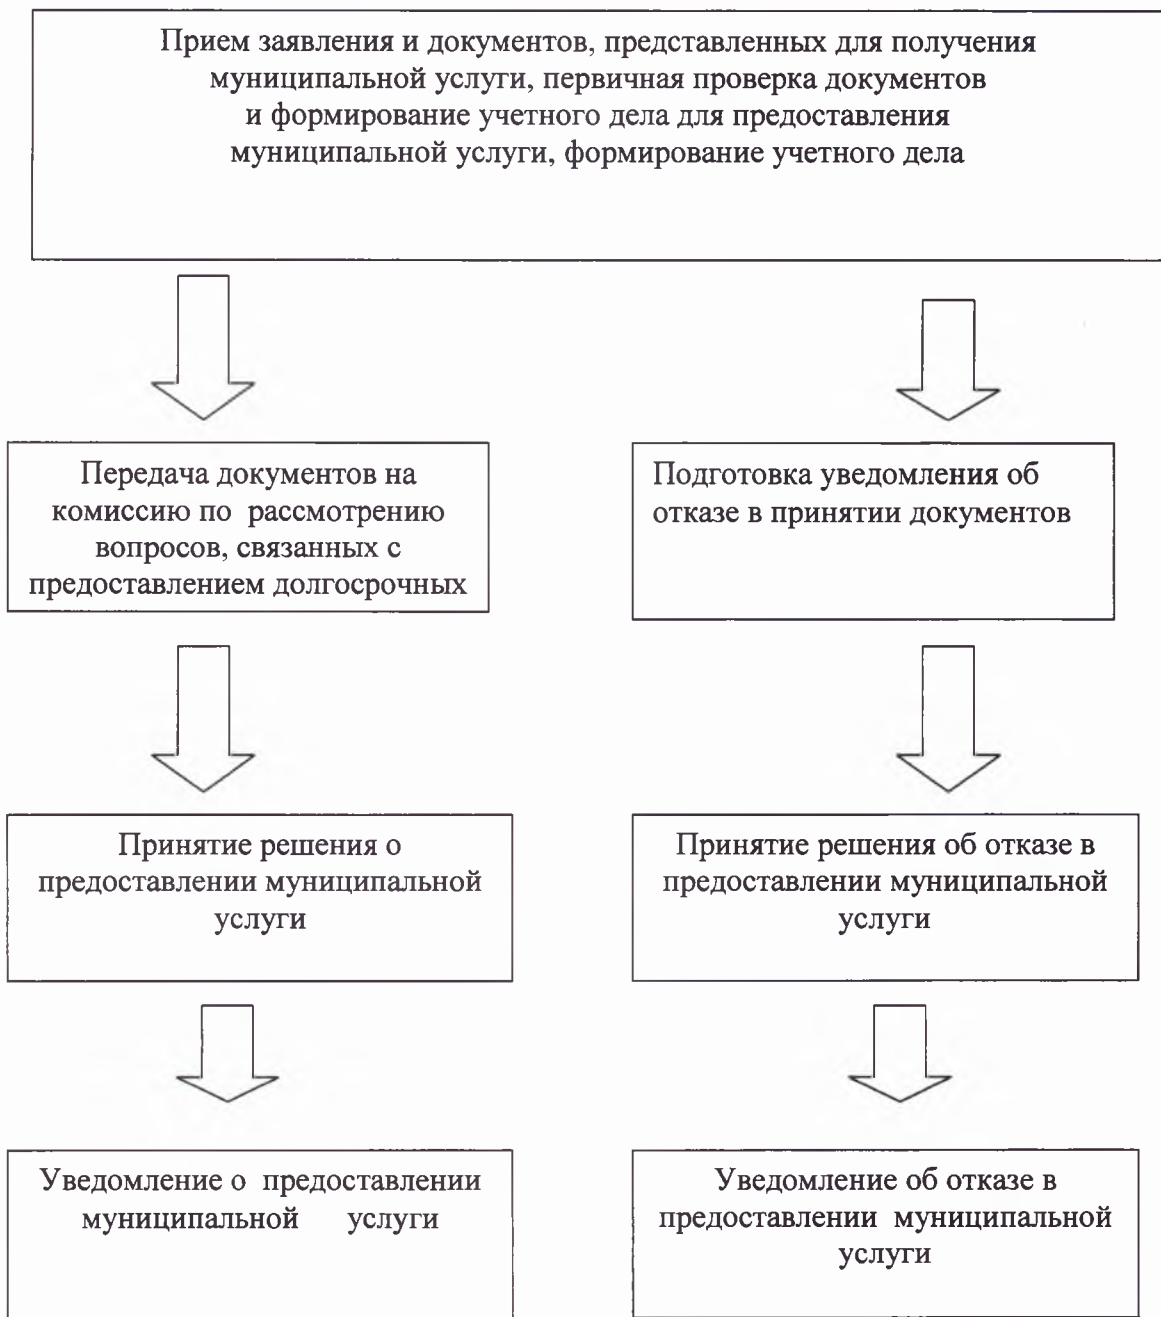 Прием заявления и документов, представленных для получения
муниципальной услуги, первичная проверка документов
и формирование учетного дела для предоставления
муниципальной услуги, формирование учетного дела
Передача документов на
комиссию по рассмотрению
вопросов, связанных с
предоставлением долгосрочных
Подготовка уведомления об
отказе в принятии документов
Принятие решения о
предоставлении муниципальной
услуги
Принятие решения об отказе в
предоставлении муниципальной
услуги
Уведомление о предоставлении
муниципальной услуги
Уведомление об отказе в
предоставлении муниципальной
услуги